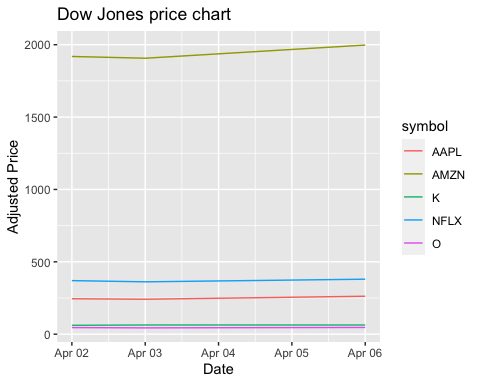 Dow Jones price chart
Adjusted Price
2000
1500
1000
500
0
Apr 02 Apr 03 Apr 04 Apr 05 Apr 06
Date
symbol
AAPL
AMZN
K
NFLX
O